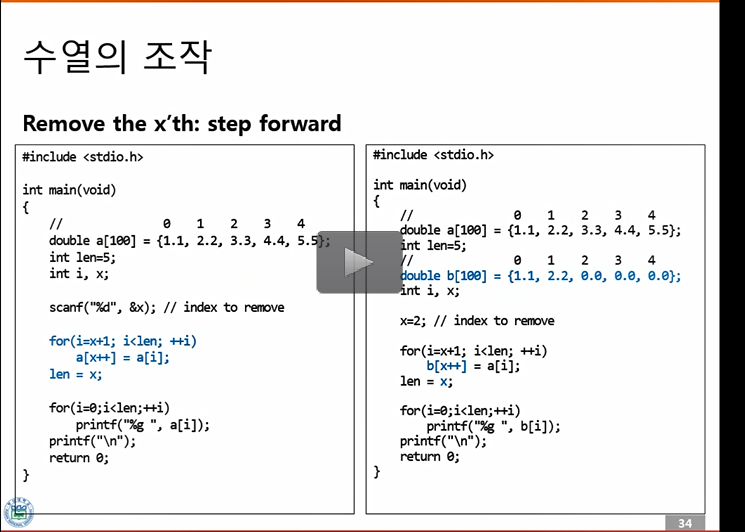 수열의 조작
Remove the x'th: step forward
#include <stdio.h>
int main(void)
{
// 0 1 2 3 4
double a[100] = {1.1, 2.2, 3.3, 4.4, 5.5};
int len=5;
int i, x;
scanf("%d", &x); // index to remove
for(i=x+1; i<len; ++i)
a[x++] = a[i];
len = x;
for(i=0;i<len;++i)
printf("%g ", a[i]);
printf("\n");
return 0;
}
#include <stdio.h>
int main(void)
{
// 0 1 2 3 4
double a[100] = {1.1, 2.2, 3.3, 4.4, 5.5};
int len=5;
// 0 1 2 3 4
double b[100] = {1.1, 2.2, 0.0, 0.0, 0.0};
int i, x;
x=2; // index to remove
for(i=x+1; i<len; ++i)
b[x++] = a[i];
len = x;
for(i=0;i<len;++i)
printf("%g ", b[i]);
printf("\n");
return 0;
}
34